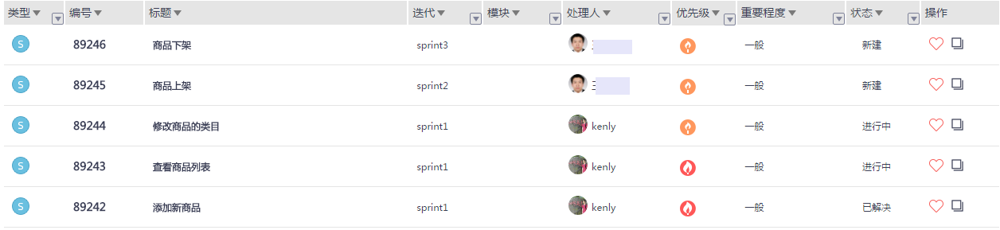 类型 编号 标题 迭代 模块 处理人 优先级 重要程度 状态 操作
S 89246 商品下架 sprint3 一般 新建
S 89245 商品上架 sprint2 一般 新建
S 89244 修改商品的类目 sprint1 kenly 一般 进行中
S 89243 查看商品列表 sprint1 kenly 一般 进行中
S 89242 添加新商品 sprint1 kenly 一般 已解决